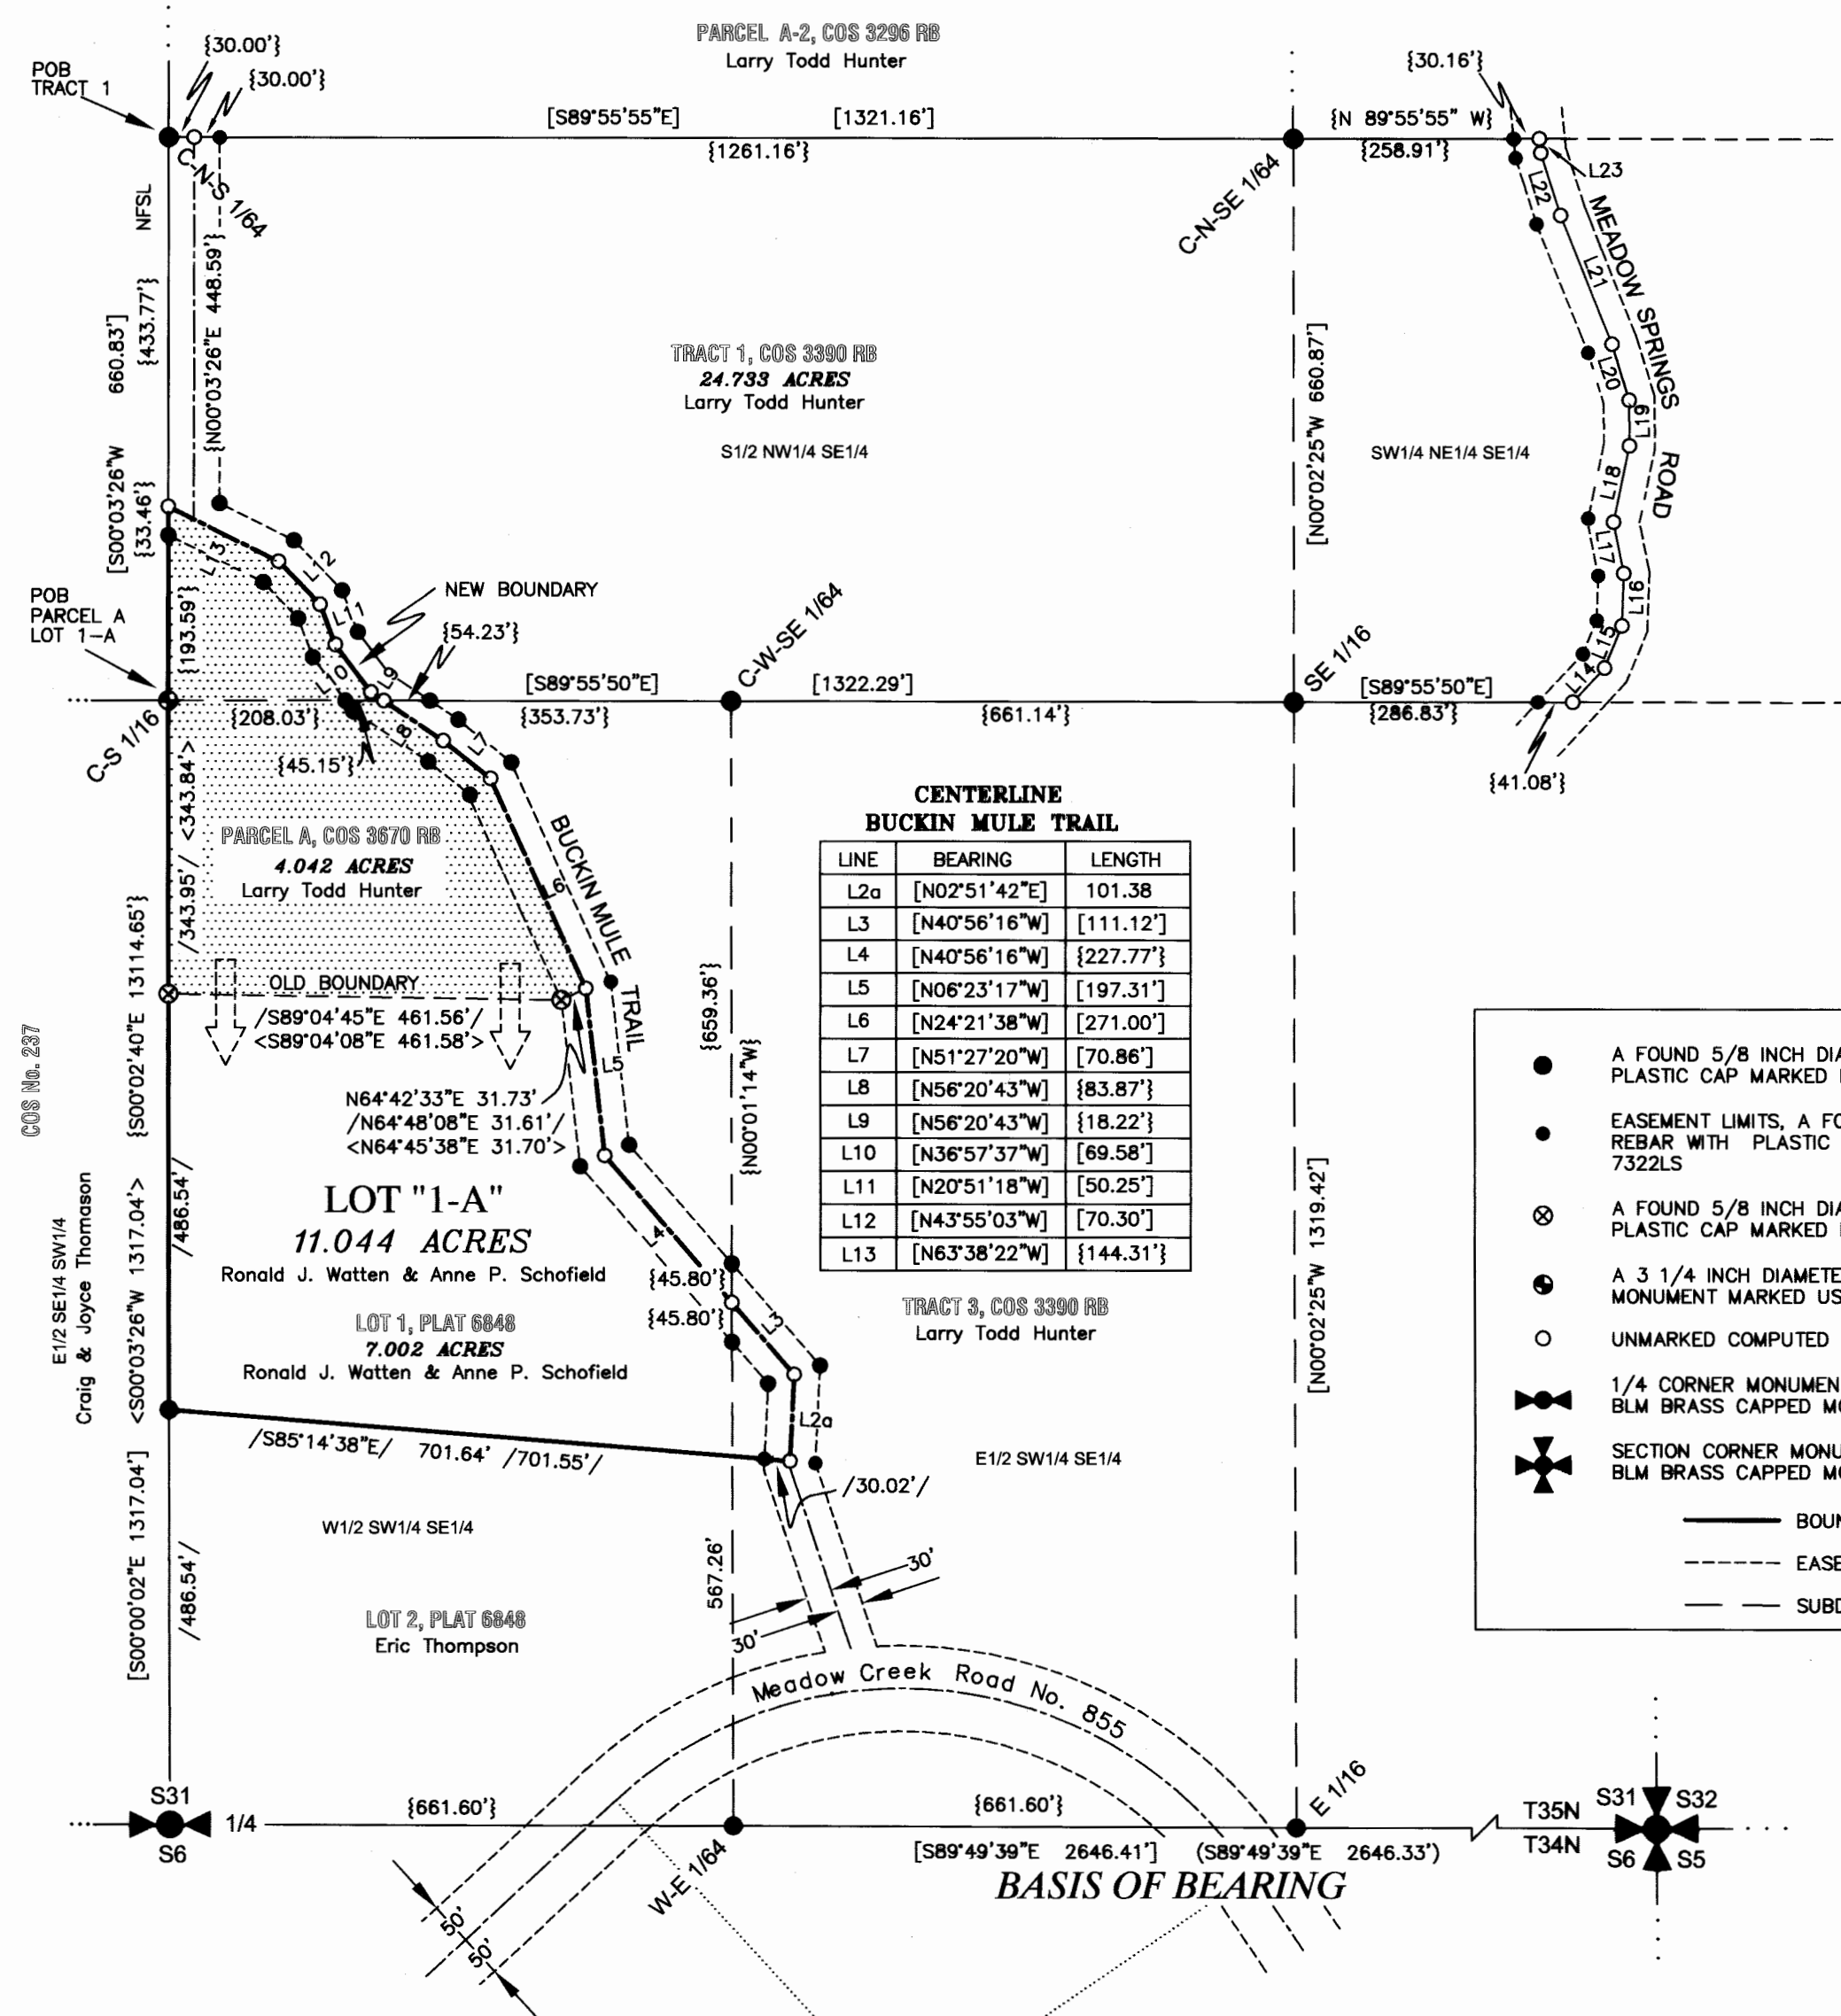 PARCEL A-2, COS 3296 RB
Larry Todd Hunter
{30.00'}
{30.00'}
POB
TRACT 1
[S89°55'55"E] [1321.16']
{1261.16'}
{30.16'}
{N 89°55'55" W}
{258.91'}
C-N-S 1/64
C-N-SE 1/64
L23
L22
L21
L20
L19
L18
L17
L16
L15
L14
MEADOW SPRINGS ROAD
NFSL
{433.77'}
[S00°03'26"W 660.83']
{33.46'}
{N00°03'26"E 448.59'}
TRACT 1, COS 3390 RB
24.733 ACRES
Larry Todd Hunter
S1/2 NW1/4 SE1/4
SW1/4 NE1/4 SE1/4
[N00°02'25"W 660.87']
L13
L12
L11
L10
L9
NEW BOUNDARY
{54.23'}
POB
PARCEL A
LOT 1-A
{193.59'}
C-W-SE 1/64
SE 1/16
[S89°55'50"E] [1322.29']
{208.03'}
{353.73'}
{661.14'}
[S89°55'50"E]
{286.83'}
{41.08'}
C-S 1/16
{45.15'}
L8
L7
/343.95'/ <343.84'>
PARCEL A, COS 3670 RB
4.042 ACRES
Larry Todd Hunter
BUCKIN MULE TRAIL
L6
CENTERLINE
BUCKIN MULE TRAIL
LINE BEARING LENGTH
L2a [N02°51'42"E] 101.38
L3 [N40°56'16"W] [111.12']
L4 [N40°56'16"W] {227.77'}
L5 [N06°23'17"W] [197.31']
L6 [N24°21'38"W] [271.00']
L7 [N51°27'20"W] [70.86']
L8 [N56°20'43"W] {83.87'}
L9 [N56°20'43"W] {18.22'}
L10 [N36°57'37"W] [69.58']
L11 [N20°51'18"W] [50.25']
L12 [N43°55'03"W] [70.30']
L13 [N63°38'22"W] {144.31'}
OLD BOUNDARY
/S89°04'45"E 461.56'/
<S89°04'08"E 461.58'>
N64°42'33"E 31.73'
/N64°48'08"E 31.61'/
<N64°45'38"E 31.70'>
L5
{659.36'}
{N00°01'14"W}
COS No. 237
E1/2 SE1/4 SW1/4
Craig & Joyce Thomason
[S00°00'02"E 1317.04'] <S00°03'26"W 1317.04'> {S00°02'40"E 13114.65'}
/486.54'/
LOT "1-A"
11.044 ACRES
Ronald J. Watten & Anne P. Schofield
LOT 1, PLAT 6848
7.002 ACRES
Ronald J. Watten & Anne P. Schofield
L4
{45.80'}
{45.80'}
L3
TRACT 3, COS 3390 RB
Larry Todd Hunter
[N00°02'25"W 1319.42']
L2a
/S85°14'38"E/ 701.64' /701.55'/
/30.02'/
E1/2 SW1/4 SE1/4
W1/2 SW1/4 SE1/4
/486.54'/
LOT 2, PLAT 6848
Eric Thompson
567.26'
30'
30'
Meadow Creek Road No. 855
A FOUND 5/8 INCH DIA
PLASTIC CAP MARKED
EASEMENT LIMITS, A FO
REBAR WITH PLASTIC
7322LS
A FOUND 5/8 INCH DIA
PLASTIC CAP MARKED
A 3 1/4 INCH DIAMETE
MONUMENT MARKED US
UNMARKED COMPUTED
1/4 CORNER MONUMEN
BLM BRASS CAPPED MO
SECTION CORNER MONU
BLM BRASS CAPPED MO
BOUN
EASE
SUBD
S31
1/4
S6
{661.60'}
{661.60'}
W-E 1/64
E 1/16
[S89°49'39"E 2646.41'] (S89°49'39"E 2646.33')
BASIS OF BEARING
T35N
T34N
S31 S32
S6 S5
50'
50'